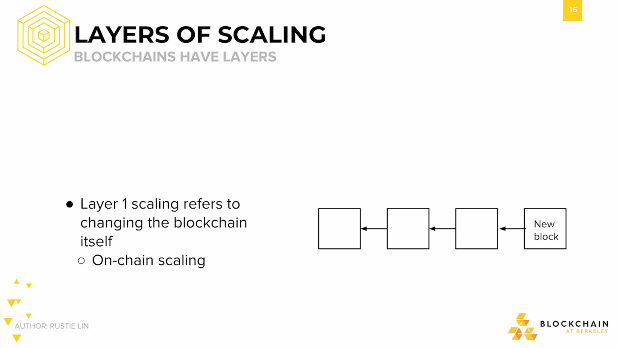 16
LAYERS OF SCALING
BLOCKCHAINS HAVE LAYERS
● Layer 1 scaling refers to
changing the blockchain
itself
○ On-chain scaling
New
block
AUTHOR: RUSTIE LIN
BLOCKCHAIN
AT BERKELEY